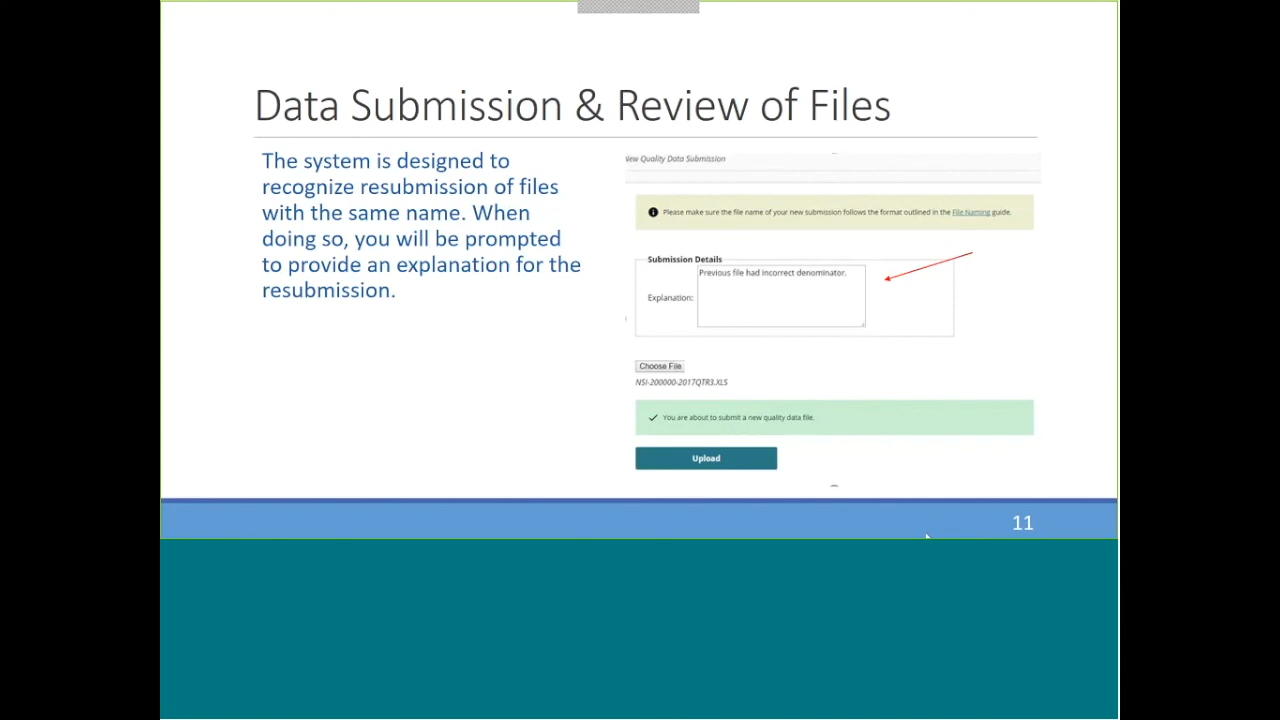 Data Submission & Review of Files
The system is designed to
recognize resubmission of files
with the same name. When
doing so, you will be prompted
to provide an explanation for the
resubmission.
New Quality Data Submission
Please make sure the file name of your new submission follows the format outlined in the File Naming guide.
Submission Details
Previous file had incorrect denominator.
Explanation:
Choose File
NSI-200000-2017QTR3.XLS
You are about to submit a new quality data file.
Upload
11